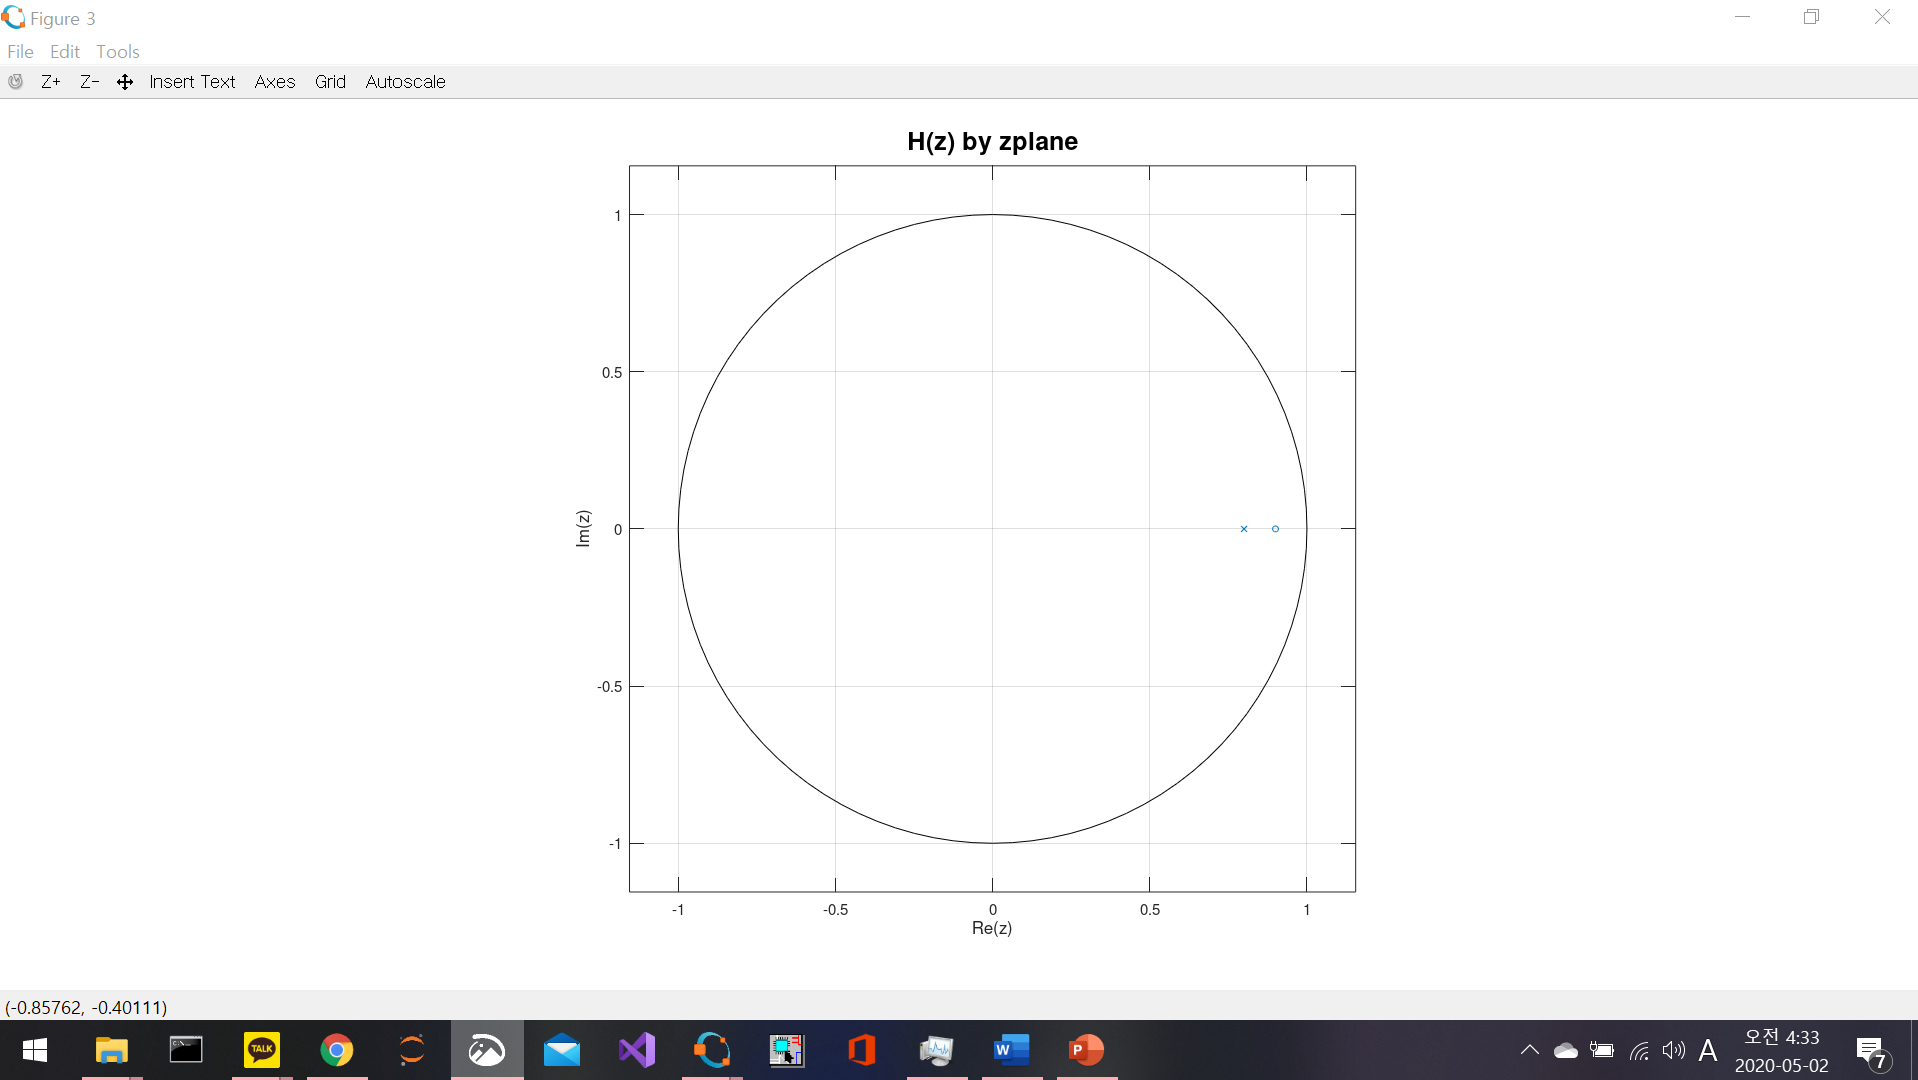 Figure 3
File Edit Tools
Z+ Z- Insert Text Axes Grid Autoscale
H(z) by zplane
1
0.5
0
-0.5
-1
Im(z)
-1 -0.5 0 0.5 1
Re(z)
(-0.85762, -0.40111)
C:\_
TALK
W
P
A
오전 4:33
2020-05-02
7